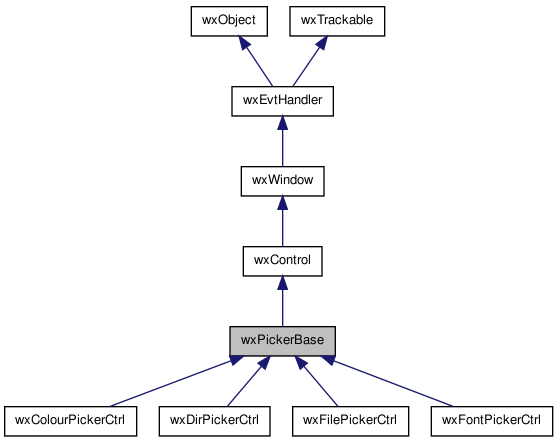 wxObject
wxTrackable
wxEvtHandler
wxWindow
wxControl
wxPickerBase
wxColourPickerCtrl
wxDirPickerCtrl
wxFilePickerCtrl
wxFontPickerCtrl